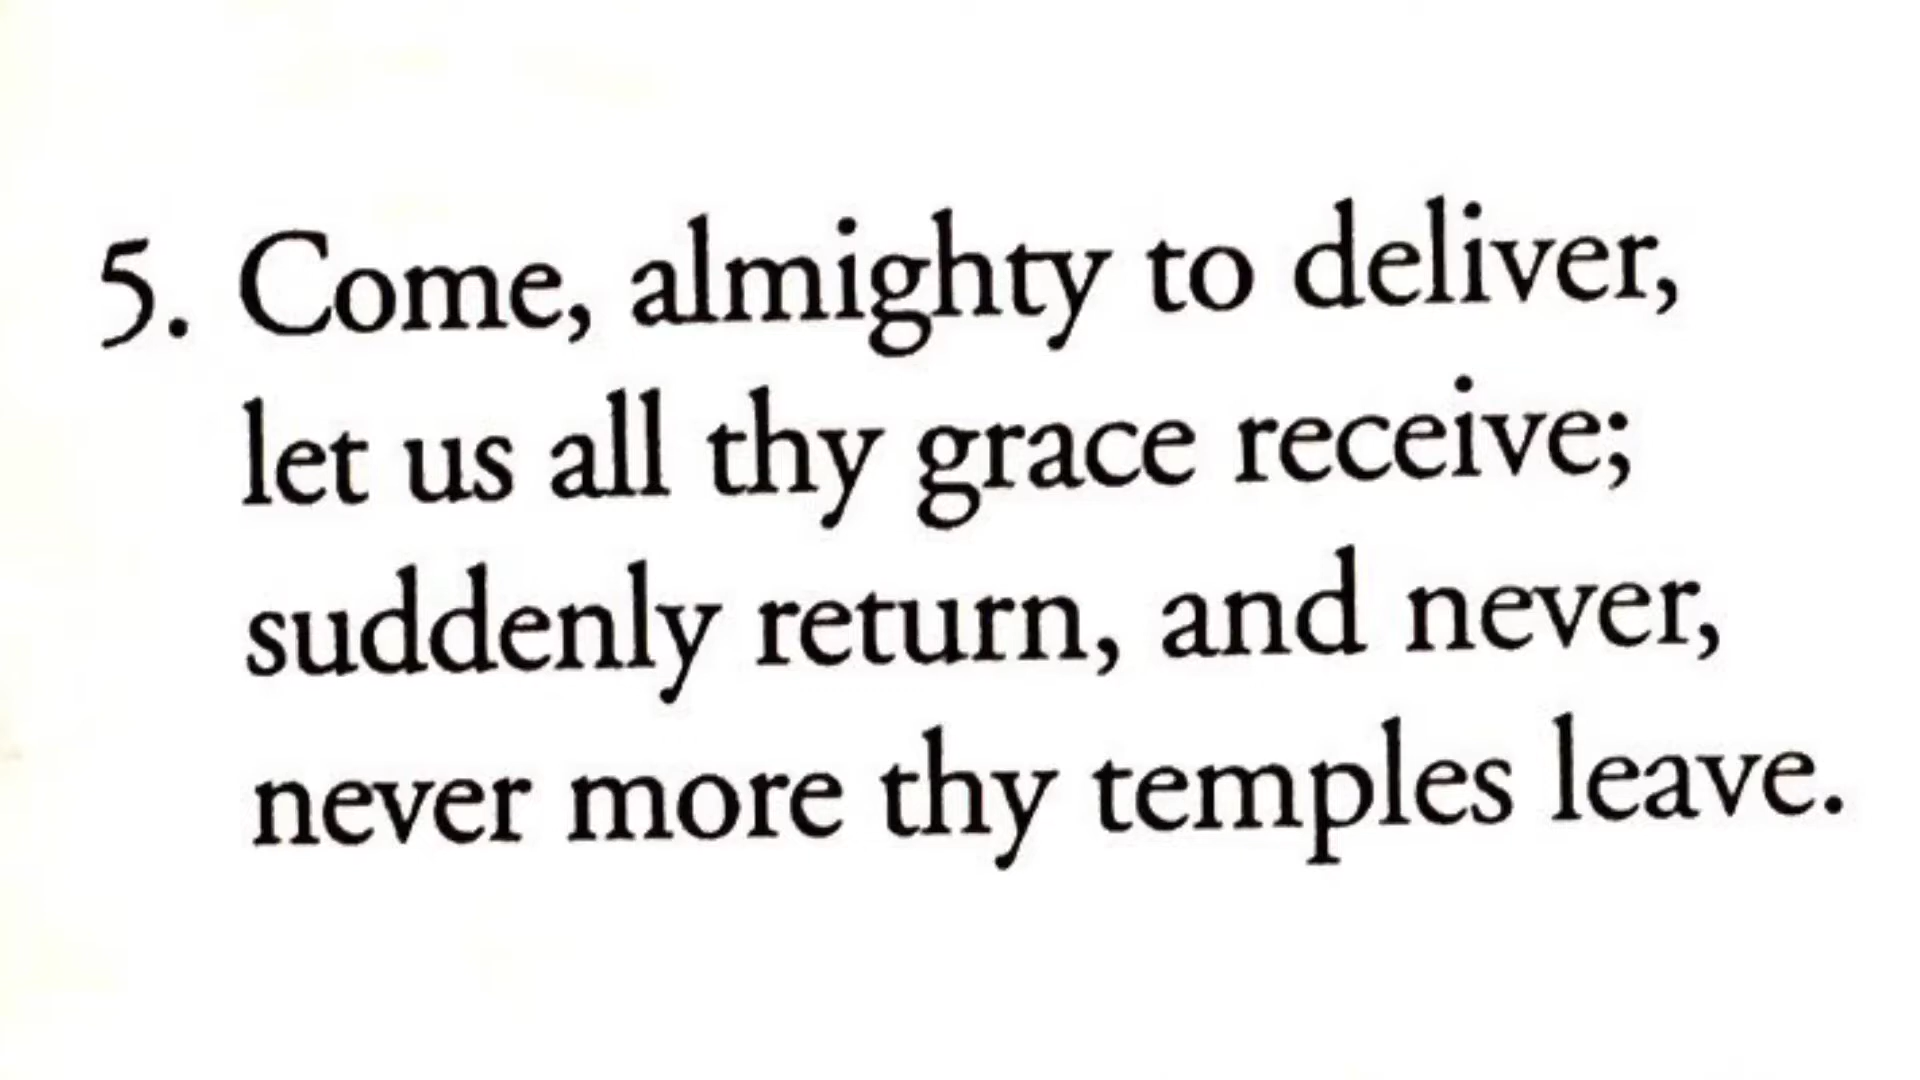 5. Come, almighty to deliver,
let us all thy grace receive;
suddenly return, and never,
never more thy temples leave.